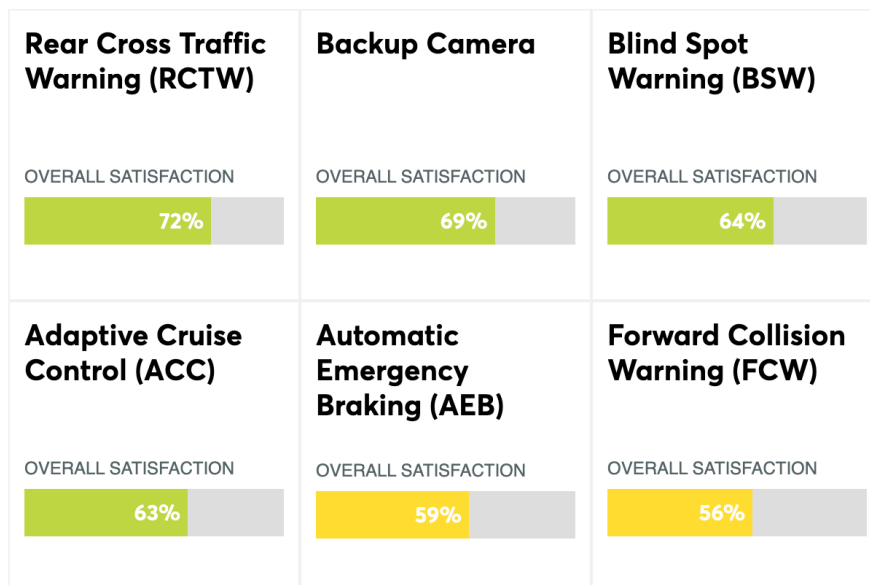 Rear Cross Traffic
Warning (RCTW)
OVERALL SATISFACTION
72%
Backup Camera
OVERALL SATISFACTION
69%
Blind Spot
Warning (BSW)
OVERALL SATISFACTION
64%
Adaptive Cruise
Control (ACC)
OVERALL SATISFACTION
63%
Automatic
Emergency
Braking (AEB)
OVERALL SATISFACTION
59%
Forward Collision
Warning (FCW)
OVERALL SATISFACTION
56%